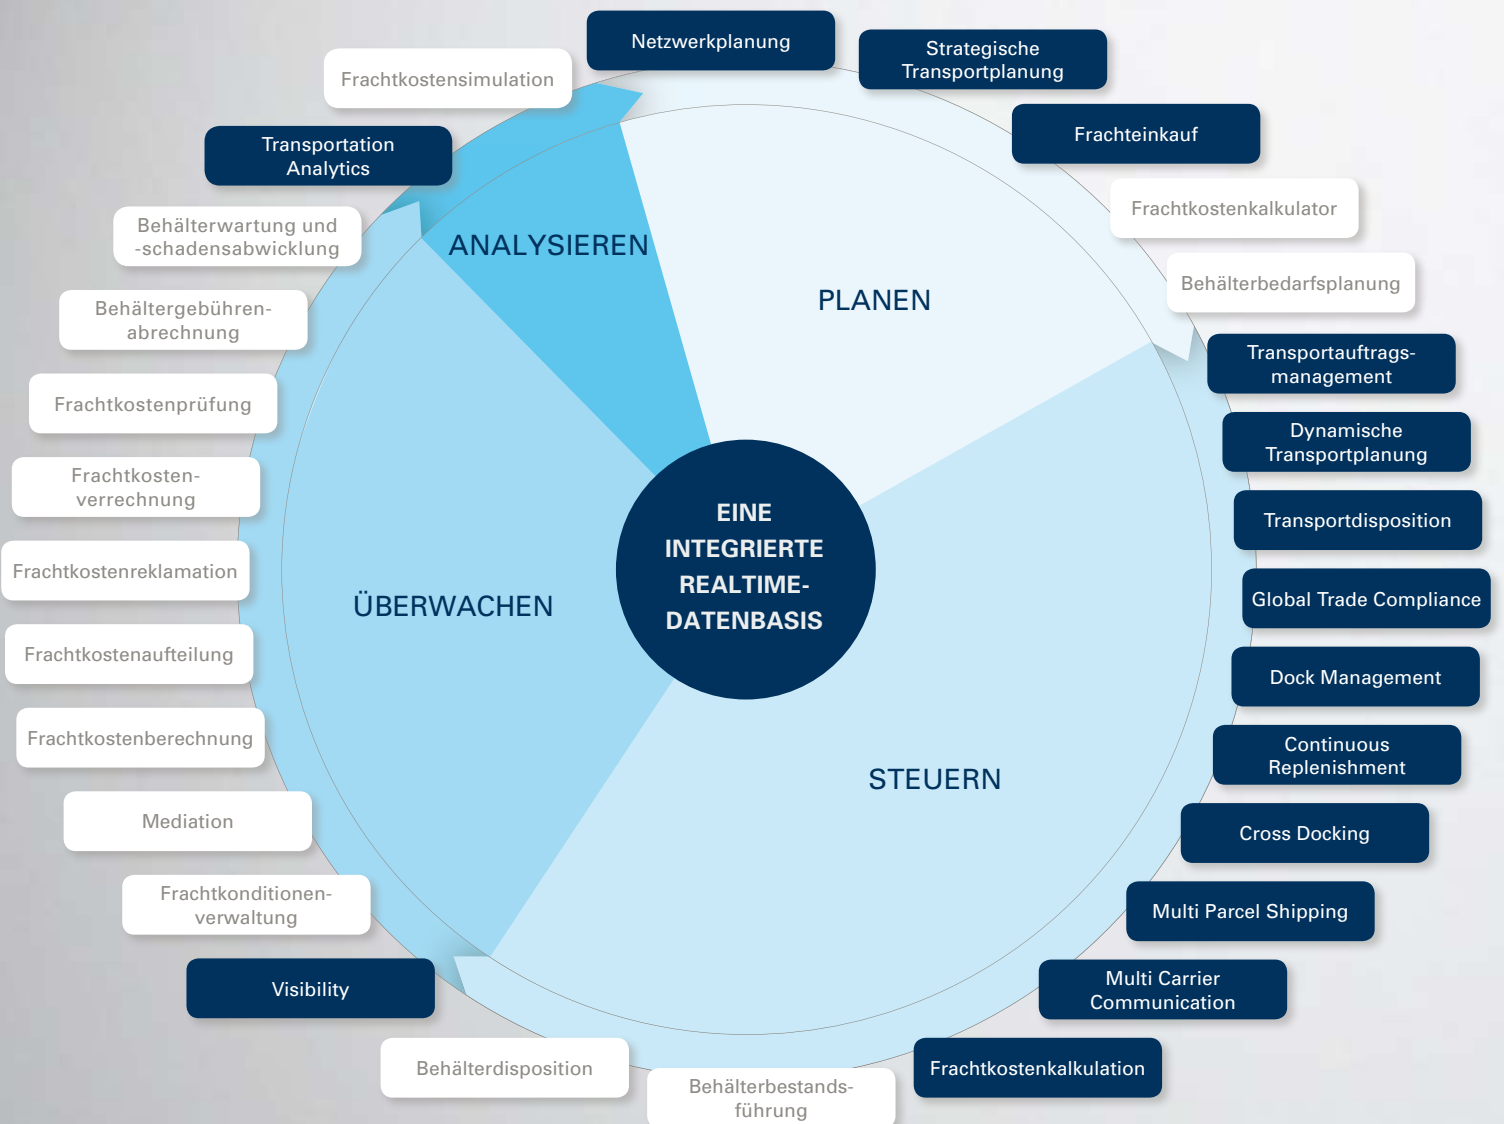 Netzwerkplanung
Strategische
Transportplanung
Frachteinkauf
Frachtkostenkalkulator
Behälterbedarfsplanung
Transportauftrags-
management
Dynamische
Transportplanung
Transportdisposition
Global Trade Compliance
Dock Management
Continuous
Replenishment
Cross Docking
Multi Parcel Shipping
Multi Carrier
Communication
Frachtkostenkalkulation
Behälterbestands-
führung
Behälterdisposition
Visibility
Frachtkonditionen-
verwaltung
Mediation
Frachtkostenberechnung
Frachtkostenaufteilung
Frachtkostenreklamation
Frachtkosten-
verrechnung
Frachtkostenprüfung
Behältergebühren-
abrechnung
Behälterwartung und
-schadensabwicklung
Transportation
Analytics
Frachtkostensimulation
ANALYSIEREN
PLANEN
STEUERN
ÜBERWACHEN
EINE
INTEGRIERTE
REALTIME-
DATENBASIS